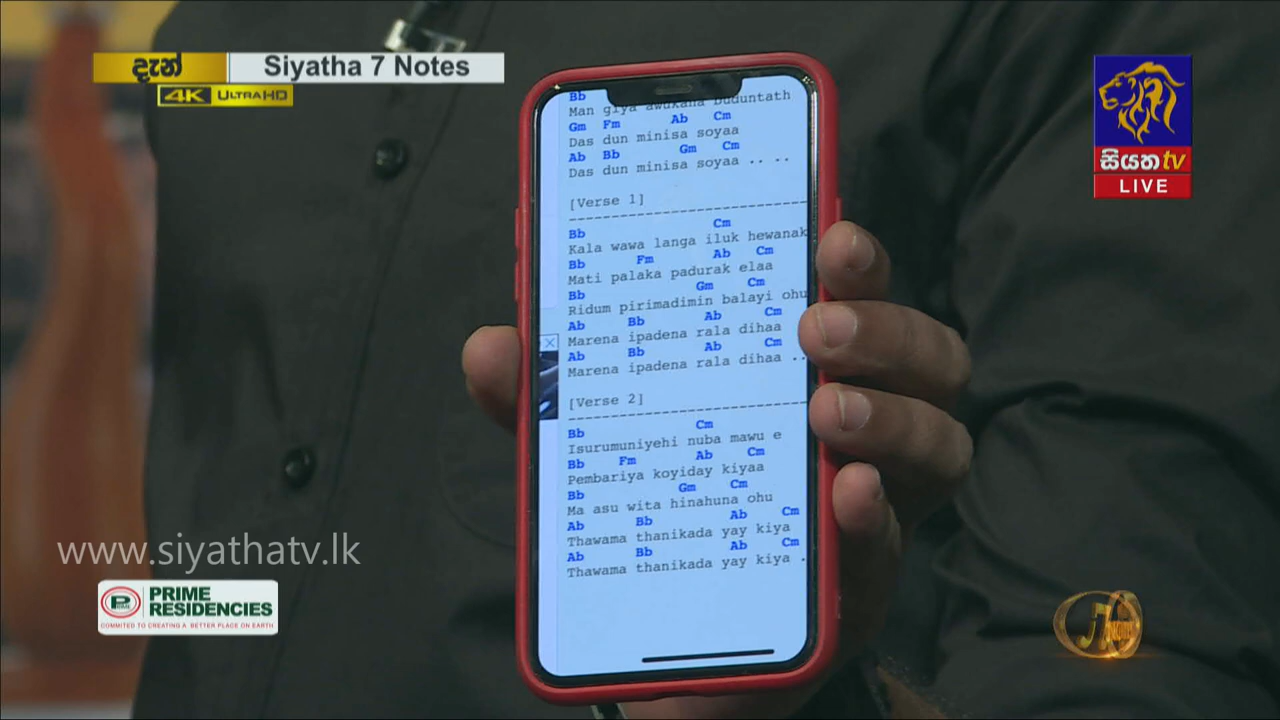 දැන් Siyatha 7 Notes
4K ULTRA HD
සියත tv
LIVE
Bb
Man giya awukana Buduntath
Gm Fm Ab Cm
Das dun minisa soyaa
Ab Bb Gm Cm
Das dun minisa soyaa .. ..
[Verse 1]
--------------------------------
Bb Cm
Kala wawa langa iluk hewanak
Bb Fm Ab Cm
Mati palaka padurak elaa
Bb Gm Cm
Ridum pirimadimin balayi ohu
Ab Bb Ab Cm
Marena ipadena rala dihaa
Ab Bb Ab Cm
Marena ipadena rala dihaa ..
[Verse 2]
--------------------------------
Bb Cm
Isurumuniyehi nuba mawu e
Bb Fm Ab Cm
Pembariya koyiday kiyaa
Bb Gm Cm
Ma asu wita hinahuna ohu
Ab Bb Ab Cm
Thawama thanikada yay kiya
Ab Bb Ab Cm
Thawama thanikada yay kiya .
www.siyathatv.lk
PRIME
RESIDENCIES
COMMITED TO CREATING A BETTER PLACE ON EARTH